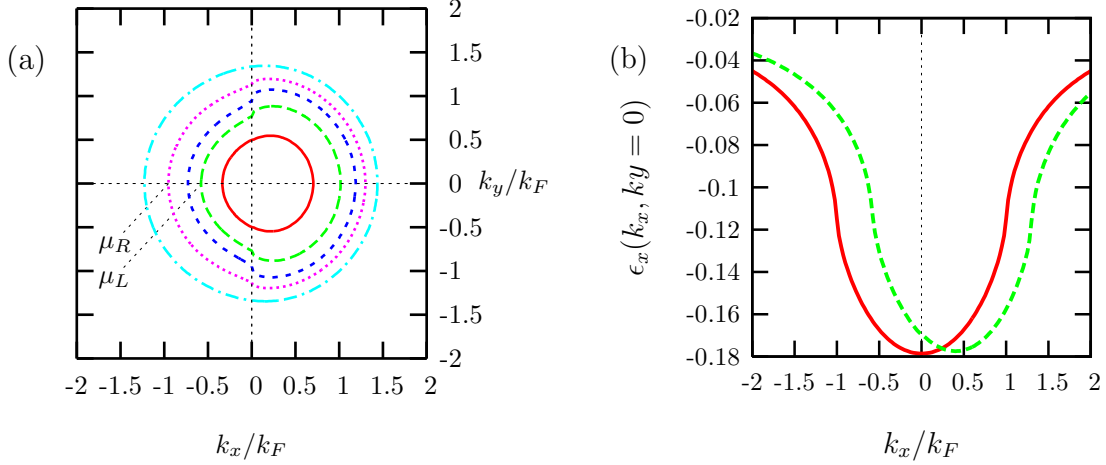 (a)
2
1.5
1
0.5
0
-0.5
-1
-1.5
-2
k_y/k_F
μ_R
μ_L
-2 -1.5 -1 -0.5 0 0.5 1 1.5 2
k_x/k_F
(b)
-0.02
-0.04
-0.06
-0.08
-0.1
-0.12
-0.14
-0.16
-0.18
ϵ_x(k_x, ky = 0)
-2 -1.5 -1 -0.5 0 0.5 1 1.5 2
k_x/k_F